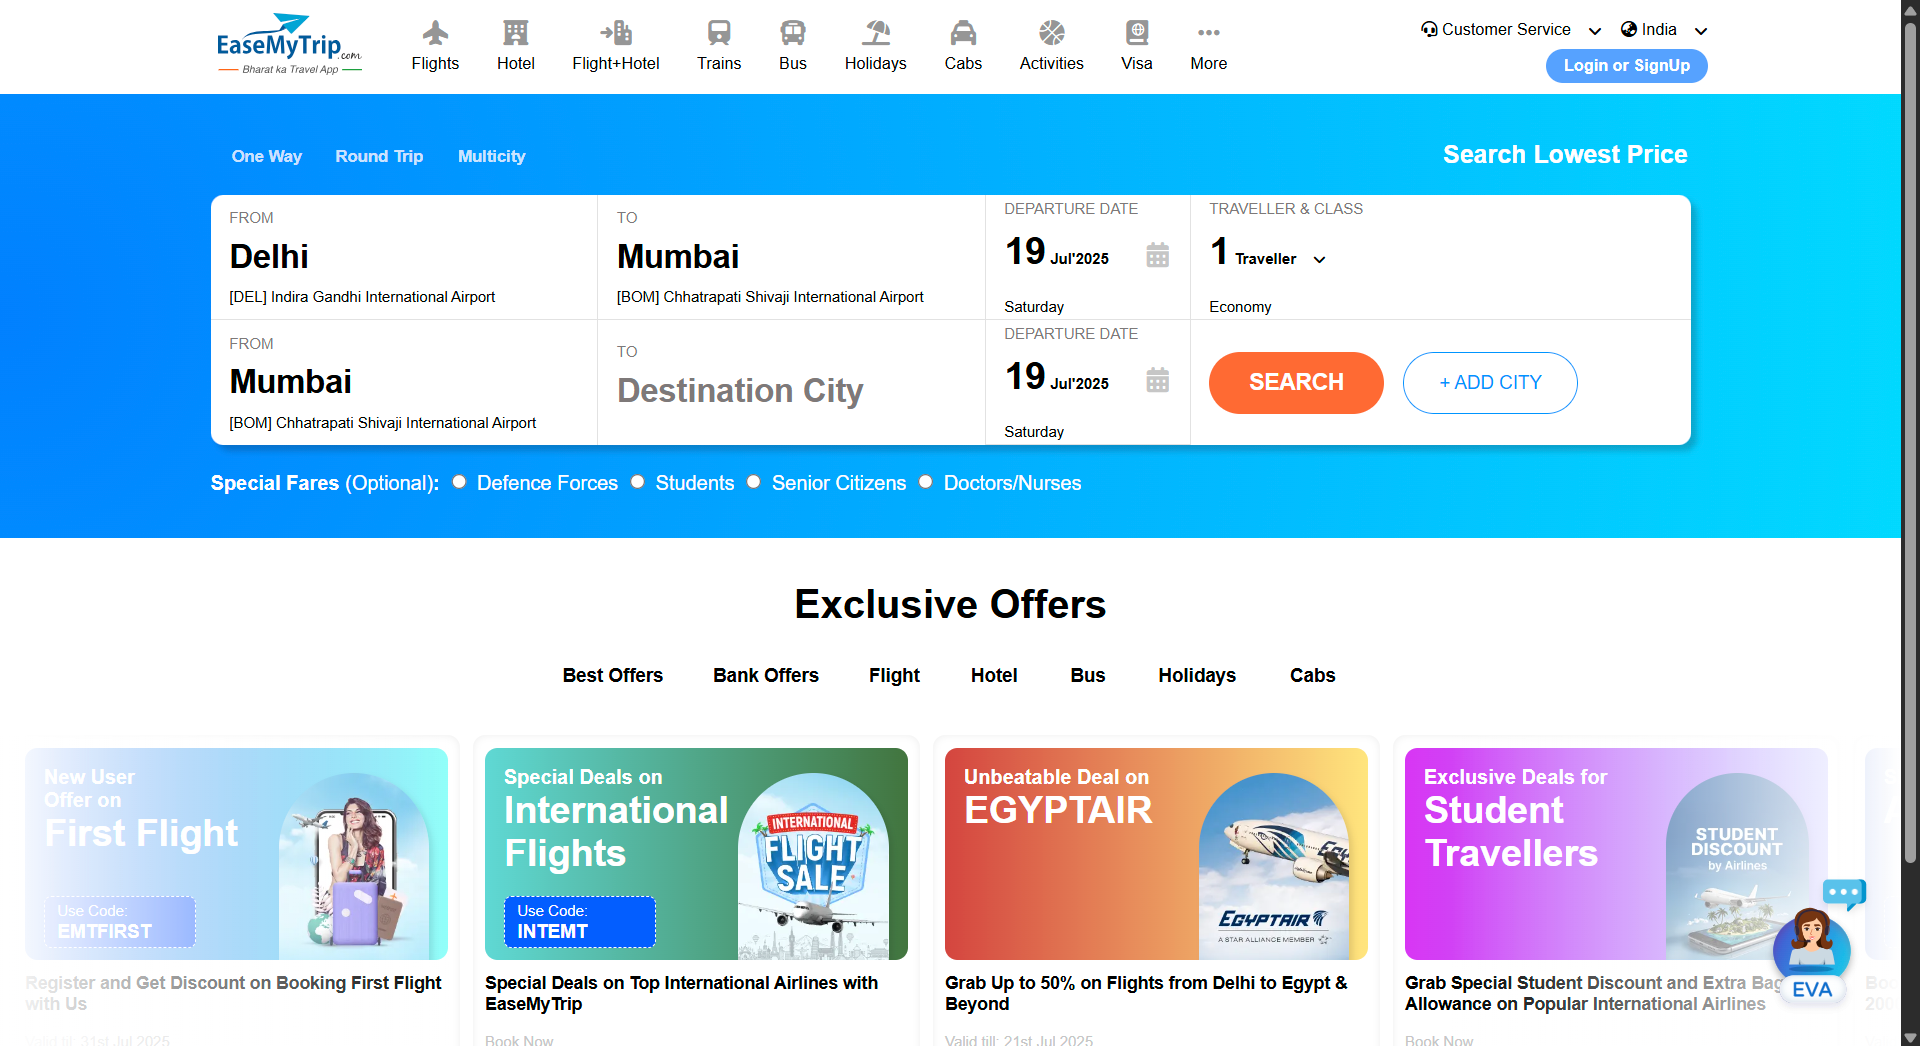 EaseMyTrip.com
Bharat ka Travel App
Flights
Hotel
Flight+Hotel
Trains
Bus
Holidays
Cabs
Activities
Visa
More
Customer Service
India
Login or SignUp
One Way
Round Trip
Multicity
Search Lowest Price
FROM
Delhi
[DEL] Indira Gandhi International Airport
TO
Mumbai
[BOM] Chhatrapati Shivaji International Airport
DEPARTURE DATE
19 Jul'2025
Saturday
TRAVELLER & CLASS
1 Traveller
Economy
FROM
Mumbai
[BOM] Chhatrapati Shivaji International Airport
TO
Destination City
DEPARTURE DATE
19 Jul'2025
Saturday
SEARCH
+ ADD CITY
Special Fares (Optional):
Defence Forces
Students
Senior Citizens
Doctors/Nurses
Exclusive Offers
Best Offers
Bank Offers
Flight
Hotel
Bus
Holidays
Cabs
New User
Offer on
First Flight
Use Code:
EMTFIRST
Register and Get Discount on Booking First Flight
with Us
Valid til, 31st Jul 2025
Special Deals on
International
Flights
Use Code:
INTEMT
INTERNATIONAL
FLIGHT
SALE
Special Deals on Top International Airlines with
EaseMyTrip
Book Now
Unbeatable Deal on
EGYPTAIR
EGYPTAIR
A STAR ALLIANCE MEMBER
Grab Up to 50% on Flights from Delhi to Egypt &
Beyond
Valid till: 21st Jul 2025
Exclusive Deals for
Student
Travellers
STUDENT
DISCOUNT
by Airlines
Grab Special Student Discount and Extra Bag
Allowance on Popular International Airlines
Book Now
EVA